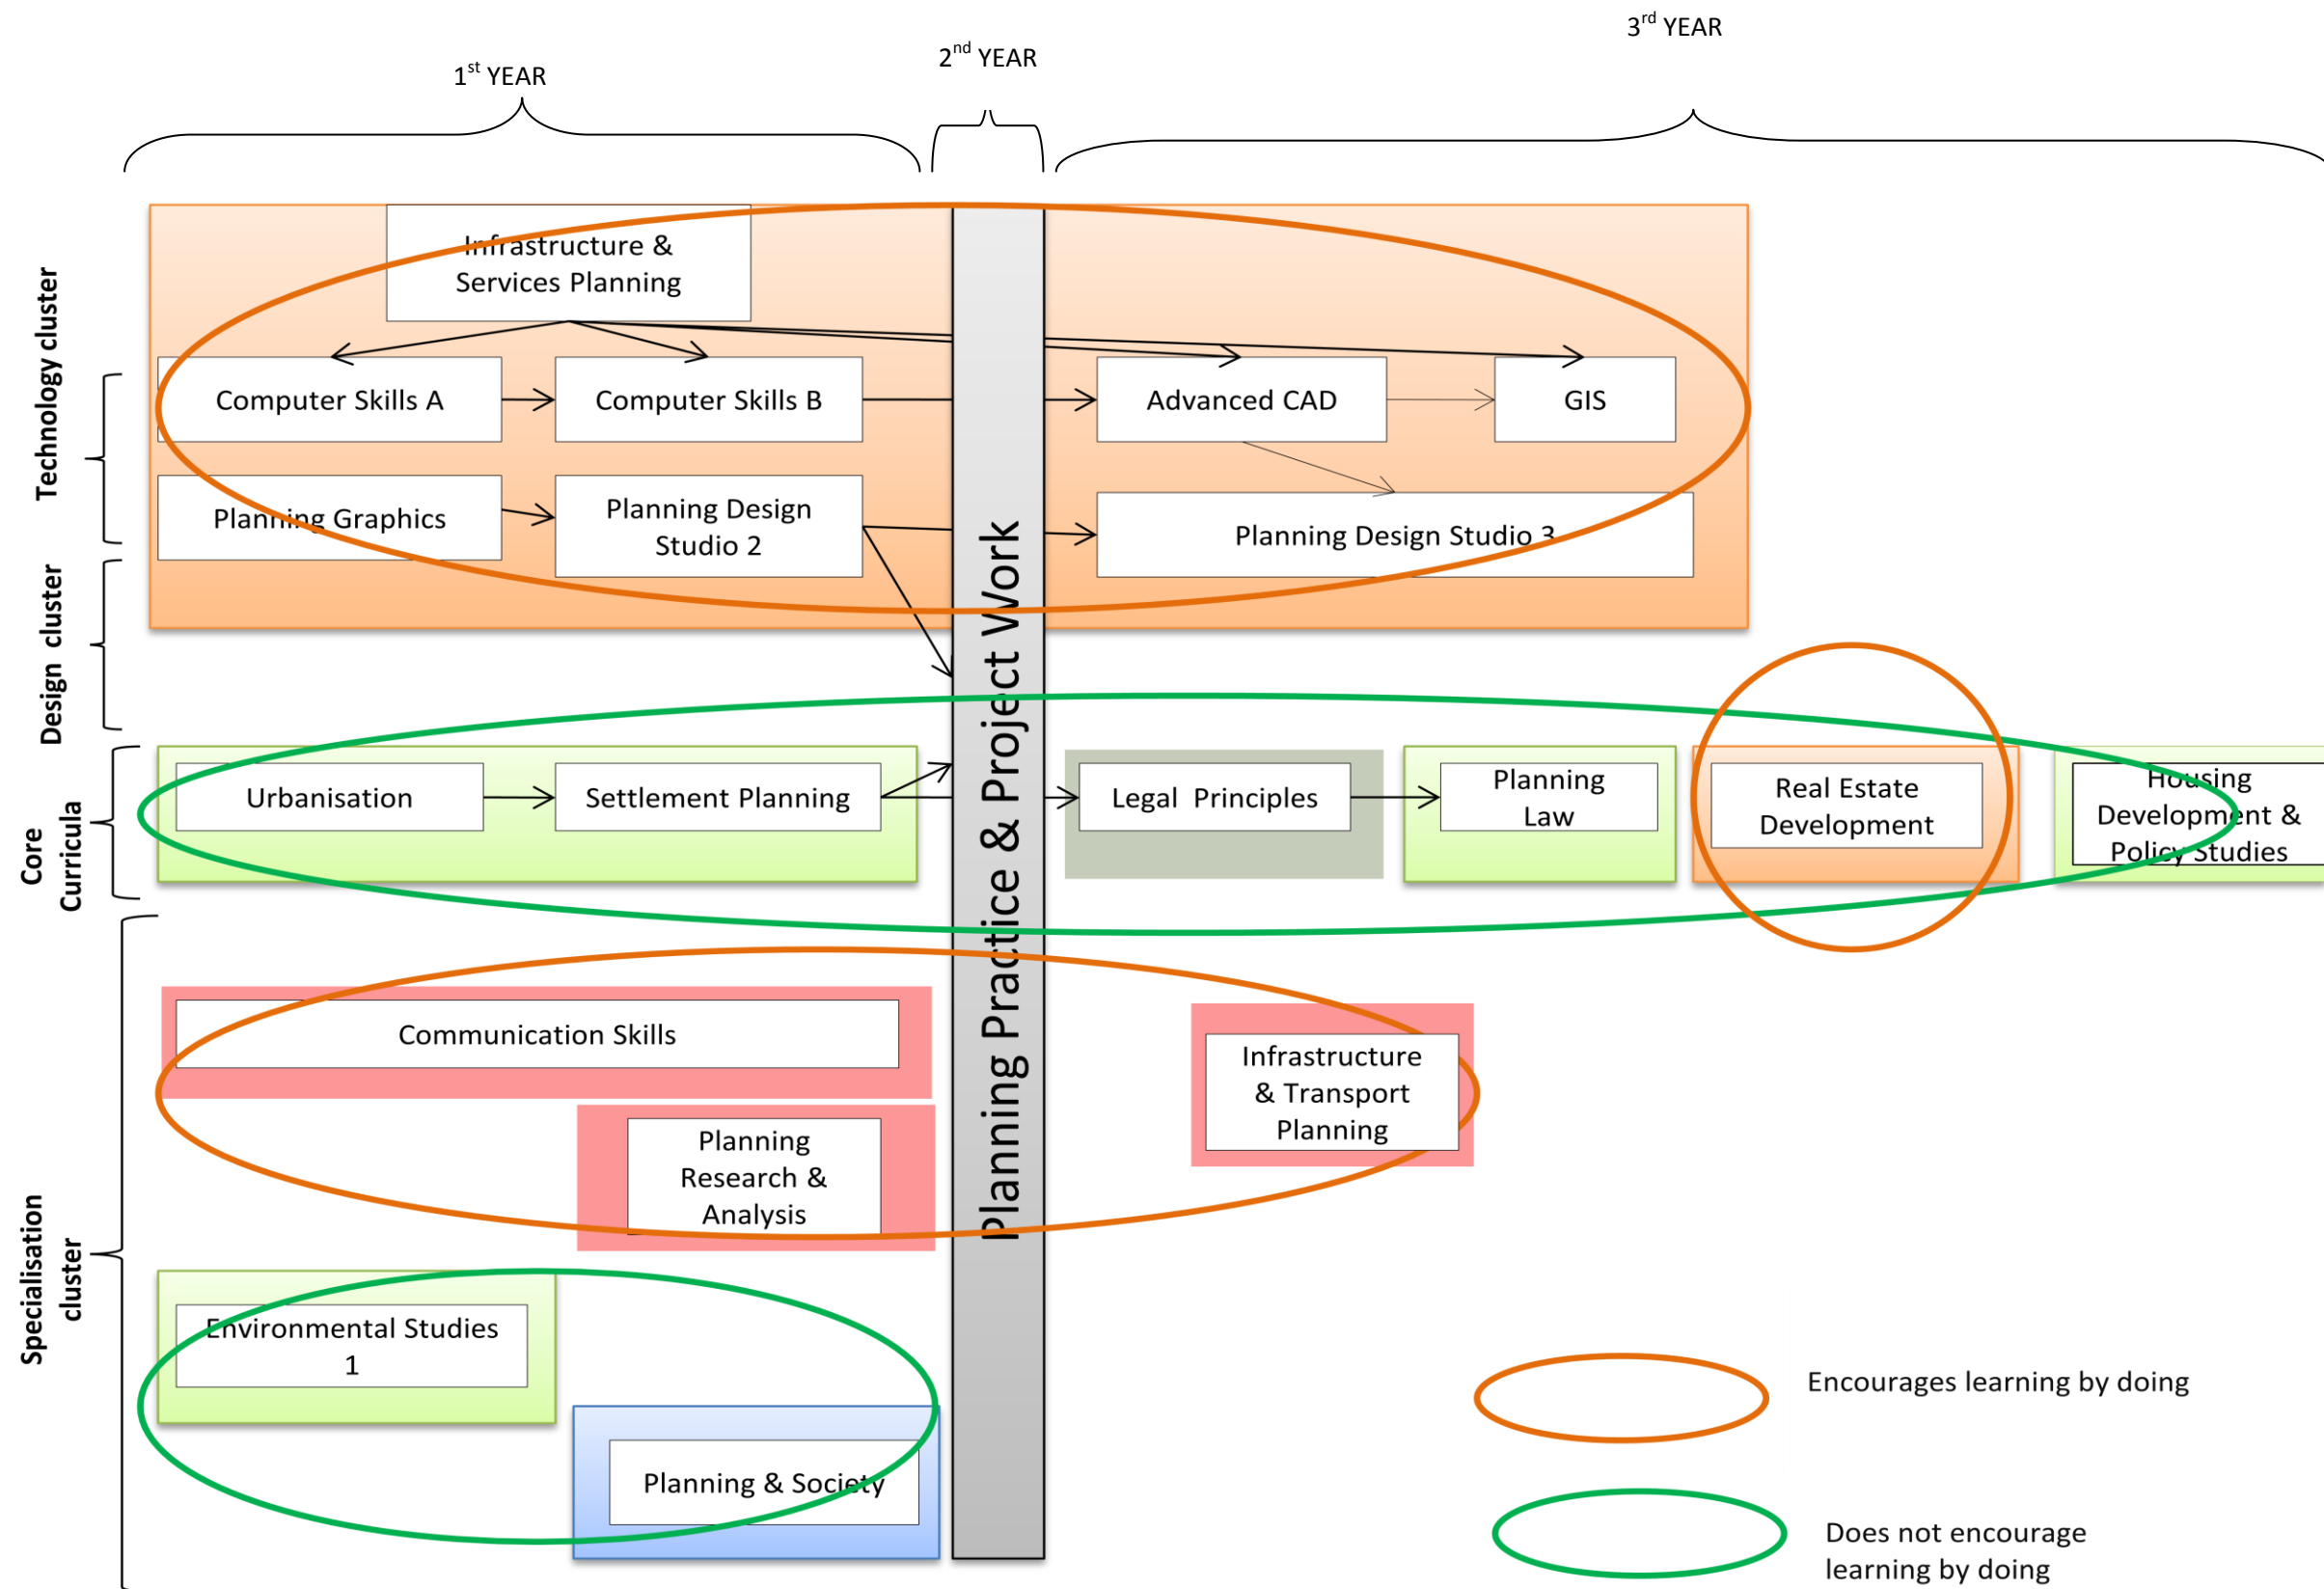 3rd YEAR
2nd YEAR
1st YEAR
Technology cluster
Infrastructure &
Services Planning
Computer Skills A
Computer Skills B
Advanced CAD
GIS
Planning Graphics
Planning Design
Studio 2
Planning Design Studio 3
Planning Practice & Project Work
Design cluster
Core
Curricula
Urbanisation
Settlement Planning
Legal Principles
Planning
Law
Real Estate
Development
Housing
Development &
Policy Studies
Specialisation
cluster
Communication Skills
Infrastructure
& Transport
Planning
Planning
Research &
Analysis
Environmental Studies
1
Planning & Society
Encourages learning by doing
Does not encourage
learning by doing